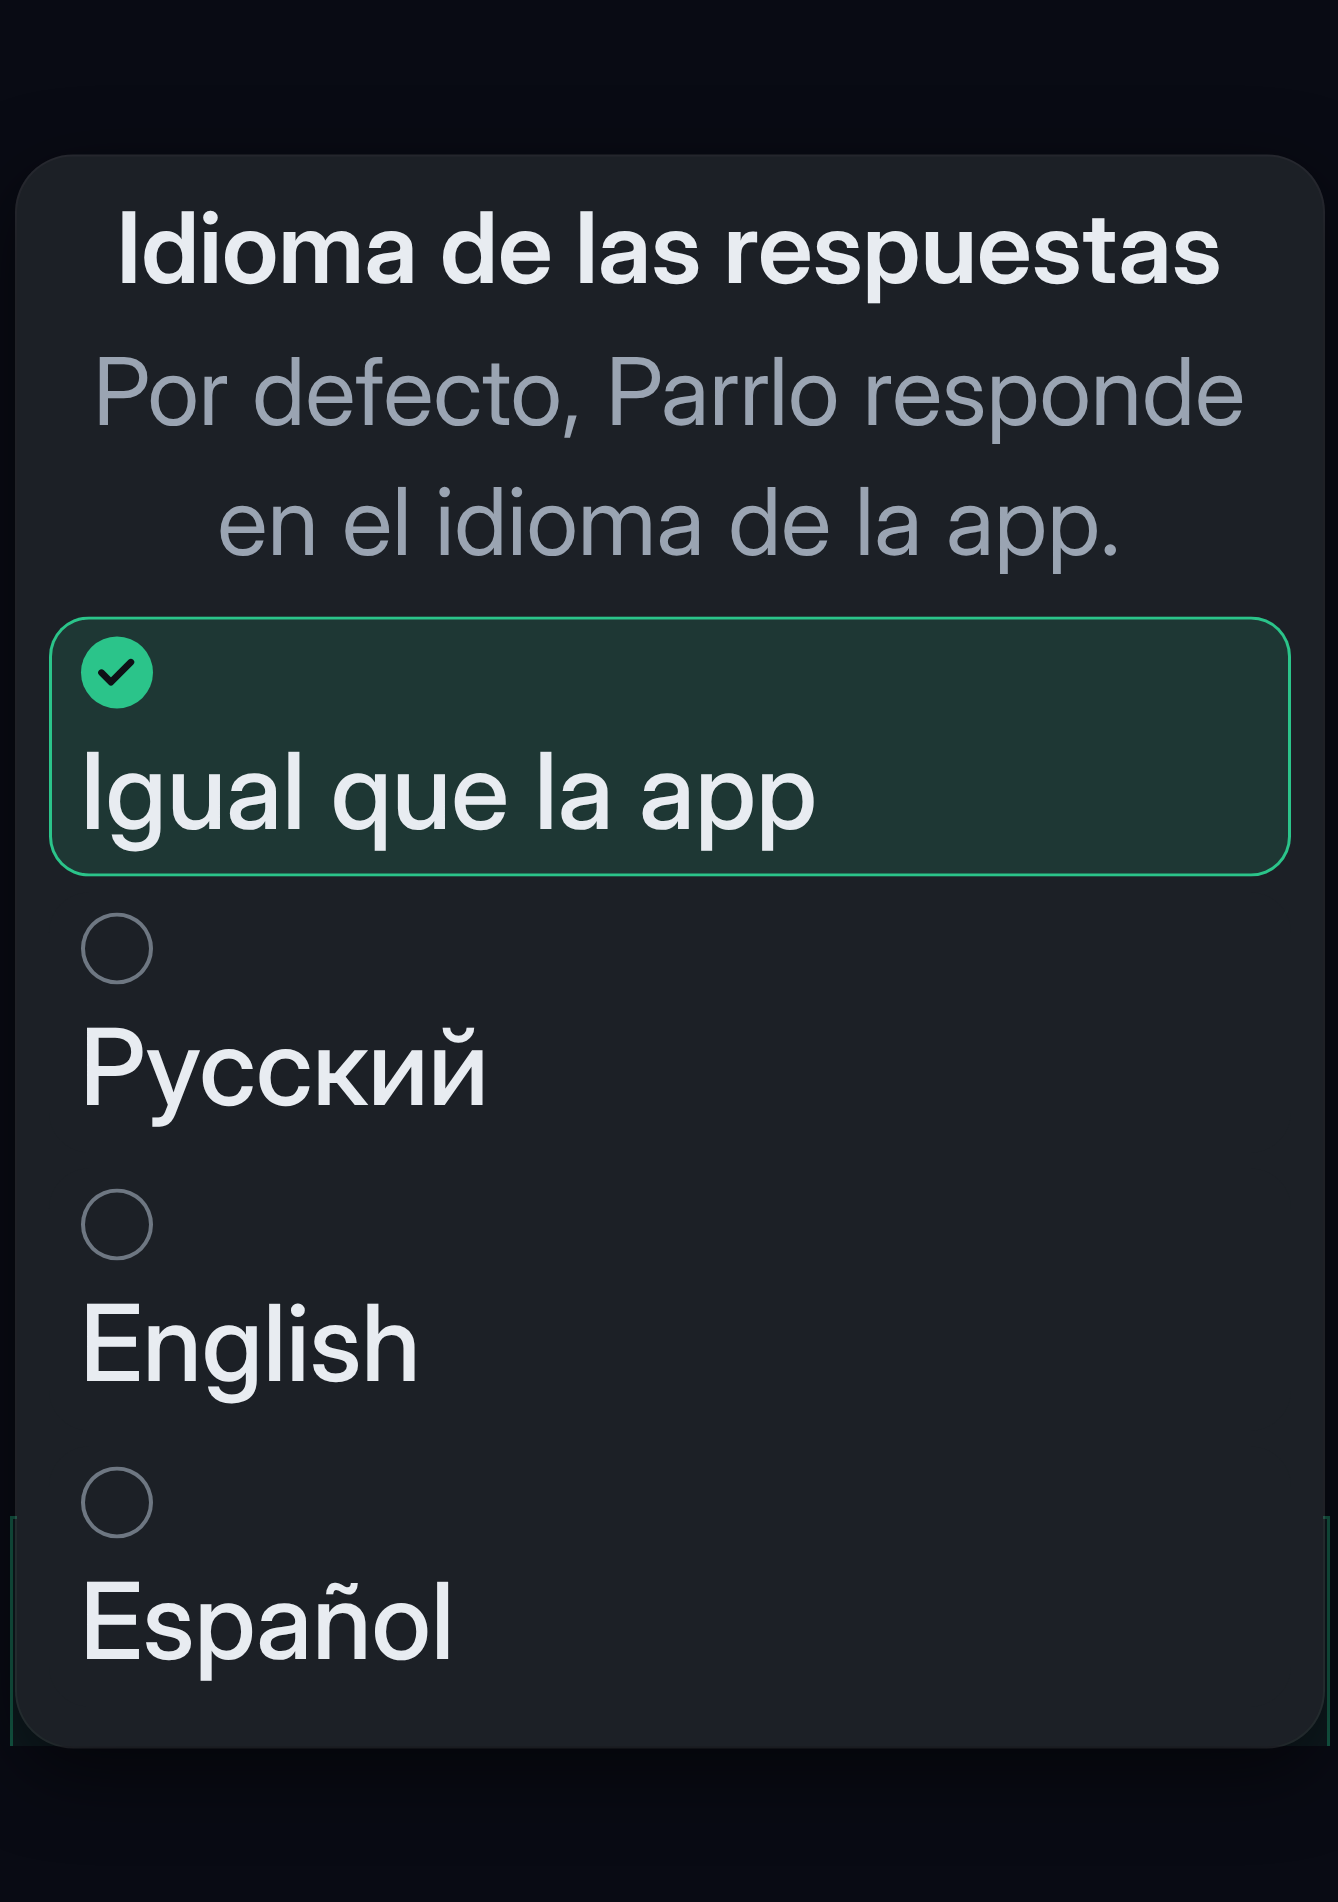 Idioma de las respuestas
Por defecto, Parrlo responde
en el idioma de la app.
Igual que la app
Русский
English
Español